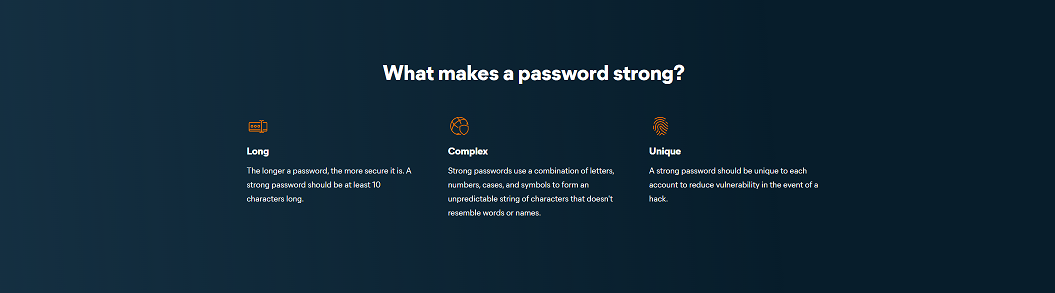 What makes a password strong?
Long
The longer a password, the more secure it is. A
strong password should be at least 10
characters long.
Complex
Strong passwords use a combination of letters,
numbers, cases, and symbols to form an
unpredictable string of characters that doesn't
resemble words or names.
Unique
A strong password should be unique to each
account to reduce vulnerability in the event of a
hack.